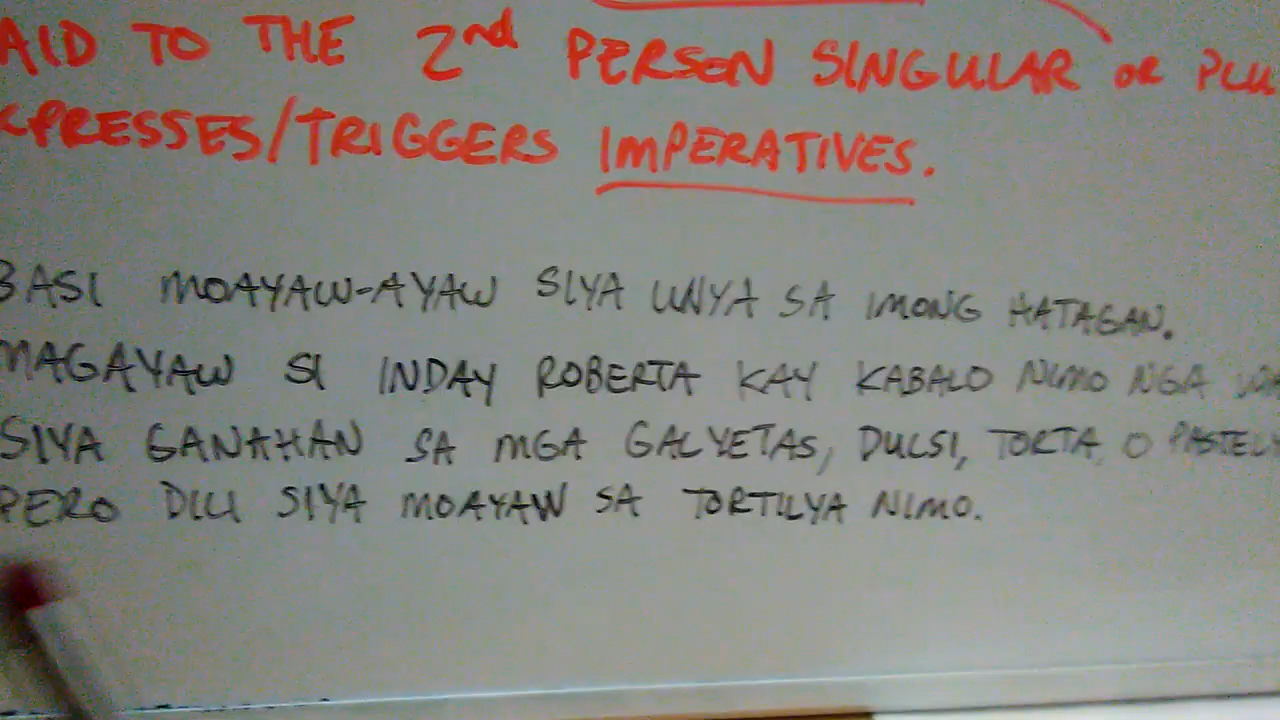 AID TO THE 2nd PERSON SINGULAR OR PLU
XPRESSES/TRIGGERS IMPERATIVES.
BASI MOAYAW-AYAW SIYA UNYA SA IMONG HATAGAN.
MAGAYAW SI INDAY ROBERTA KAY KABALO NIMO NGA
SIYA GANAHAN SA MGA GALYETAS, DULSI, TORTA, O PASTELY
PERO DILI SIYA MOAYAW SA TORTILYA NIMO.